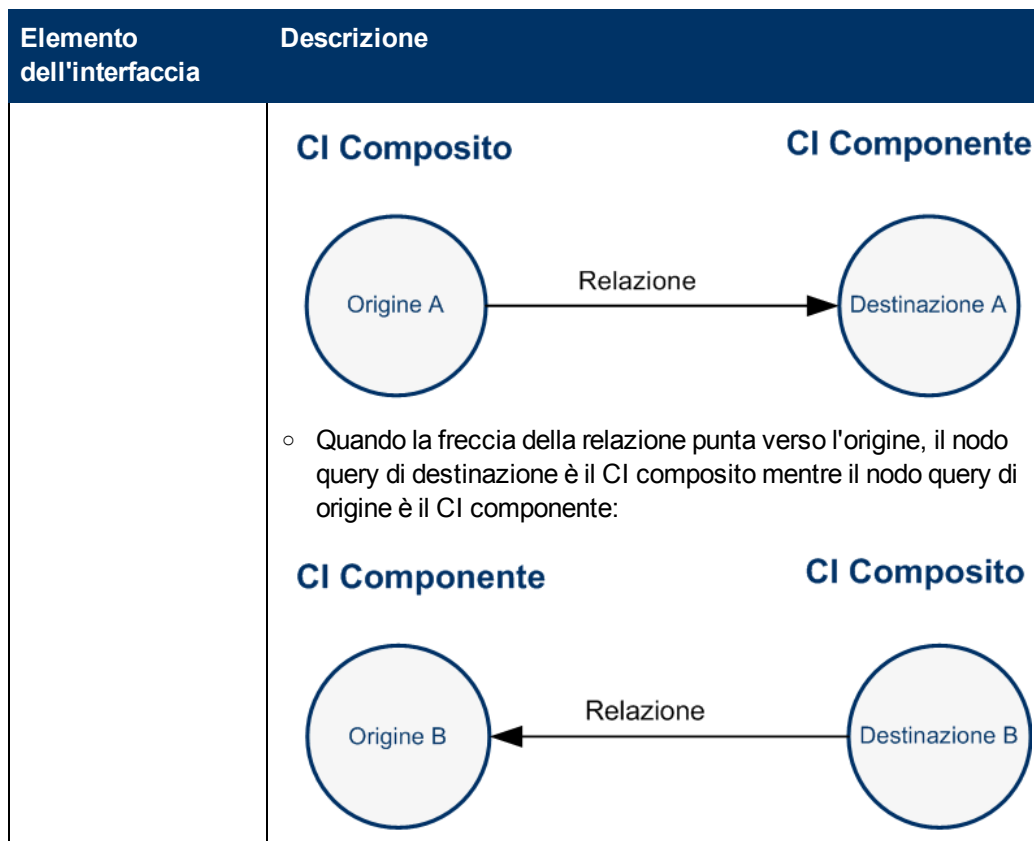 Elemento
dell'interfaccia
Descrizione
CI Composito
CI Componente
Relazione
Origine A
Destinazione A
○ Quando la freccia della relazione punta verso l'origine, il nodo
query di destinazione è il CI composito mentre il nodo query di
origine è il CI componente:
CI Componente
CI Composito
Relazione
Origine B
Destinazione B